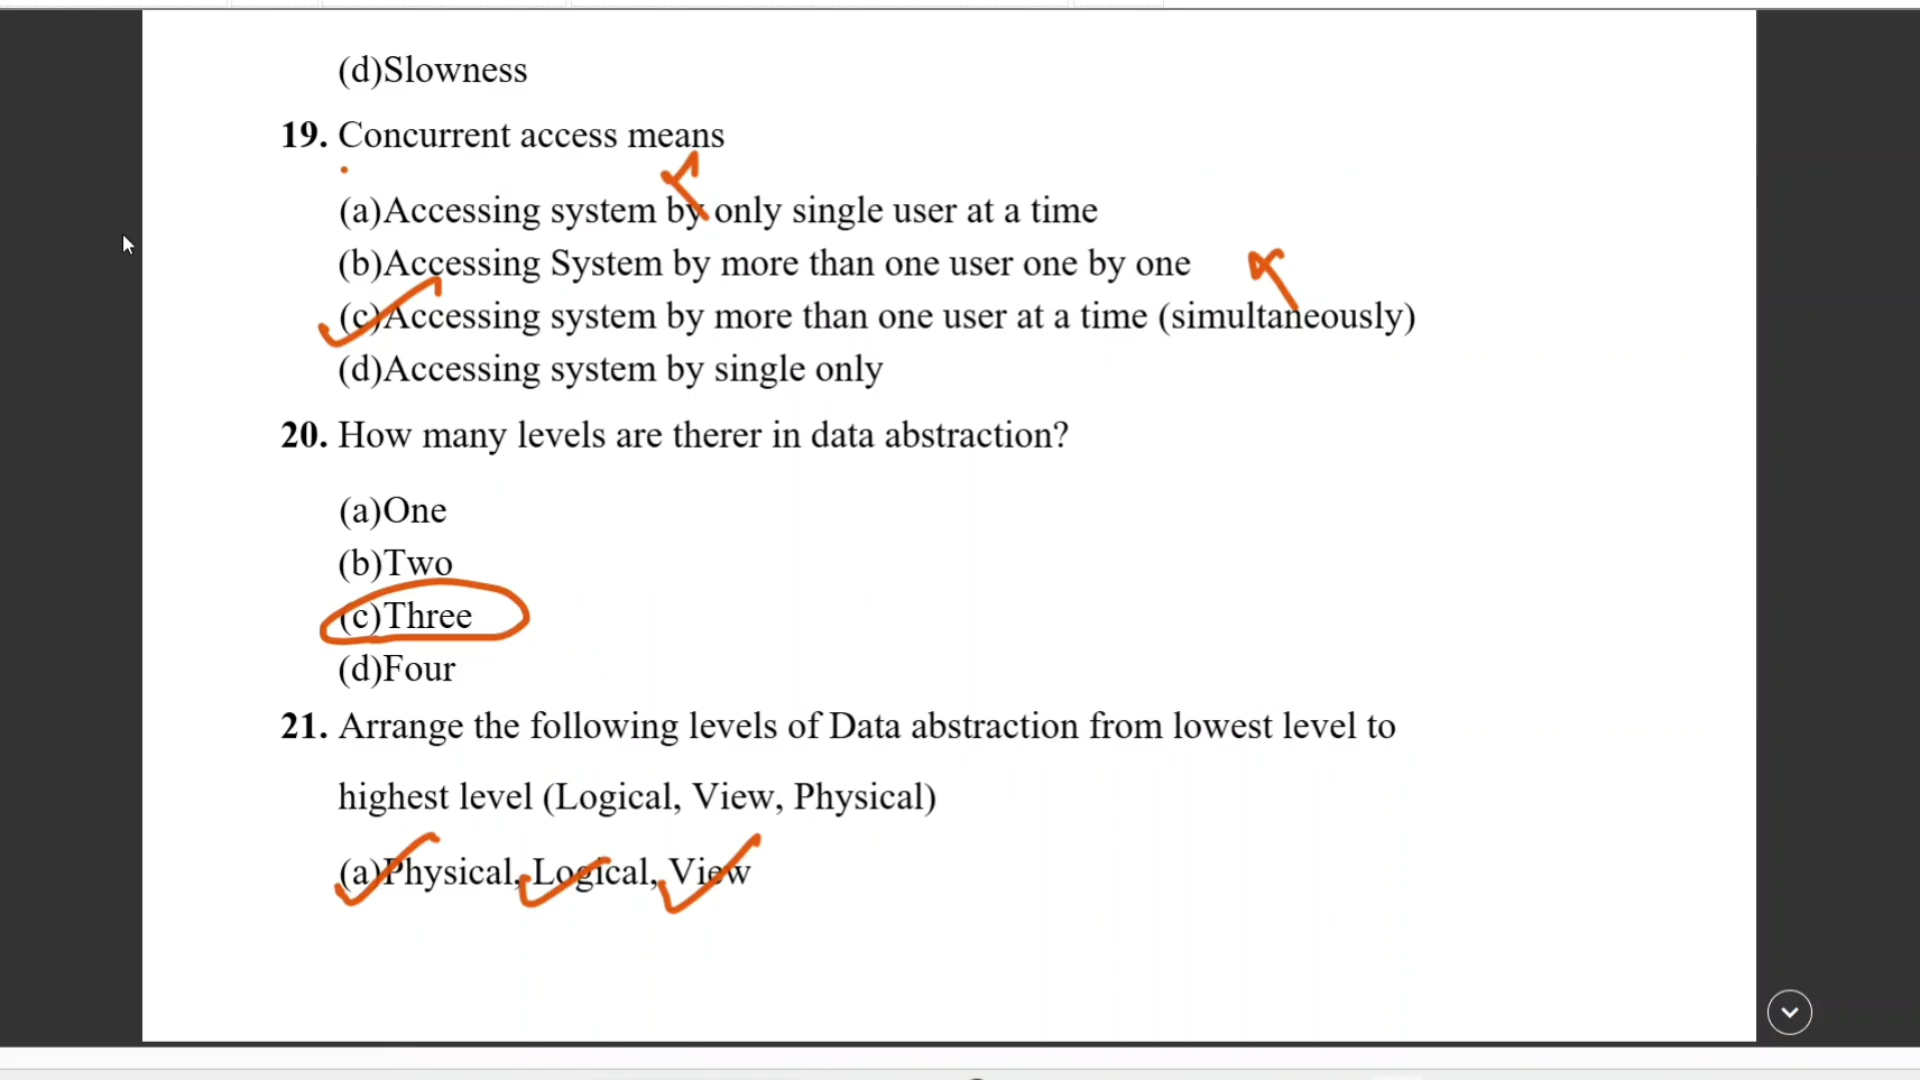 (d)Slowness
19. Concurrent access means
(a)Accessing system by only single user at a time
(b)Accessing System by more than one user one by one
(c)Accessing system by more than one user at a time (simultaneously)
(d)Accessing system by single only
20. How many levels are therer in data abstraction?
(a)One
(b)Two
(c)Three
(d)Four
21. Arrange the following levels of Data abstraction from lowest level to
highest level (Logical, View, Physical)
(a)Physical, Logical, View